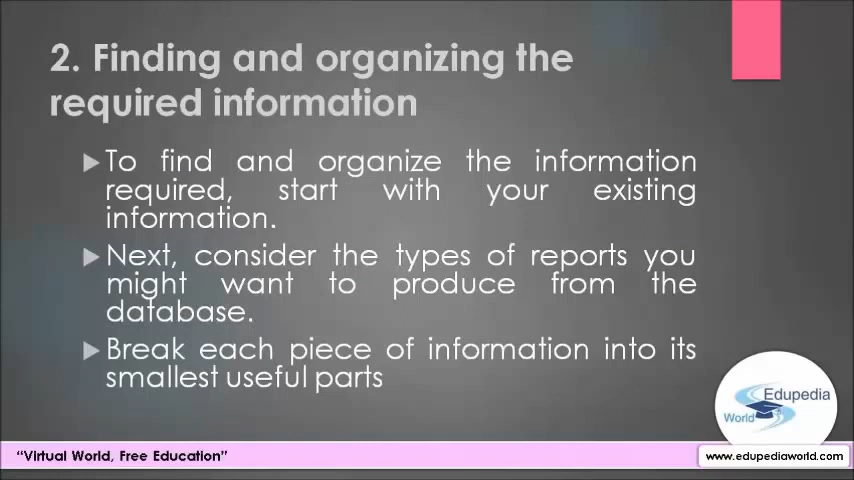 2. Finding and organizing the
required information
To find and organize the information
required, start with your existing
information.
Next, consider the types of reports you
might want to produce from the
database.
Break each piece of information into its
smallest useful parts
Edupedia
World
"Virtual World, Free Education"
www.edupediaworld.com